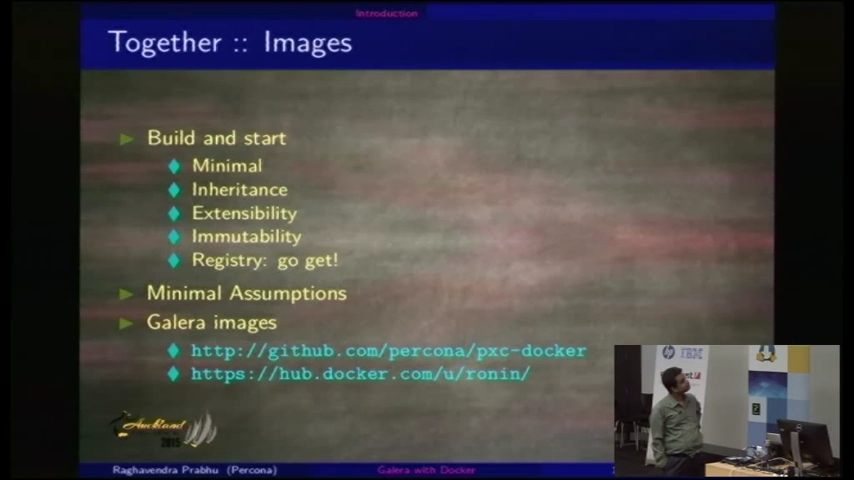 Introduction
Together :: Images
Build and start
Minimal
Inheritance
Extensibility
Immutability
Registry: go get!
Minimal Assumptions
Galera images
http://github.com/percona/pxc-docker
https://hub.docker.com/u/ronin/
Auckland
2015
Raghavendra Prabhu (Percona)
Galera with Docker
hp
IBM